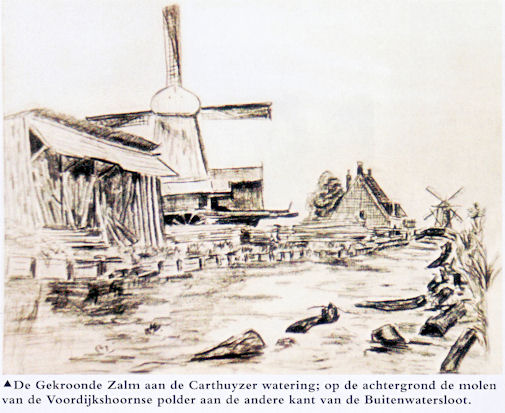 ▲De Gekroonde Zalm aan de Carthuyzer watering; op de achtergrond de molen
van de Voordijkshoornse polder aan de andere kant van de Buitenwatersloot.